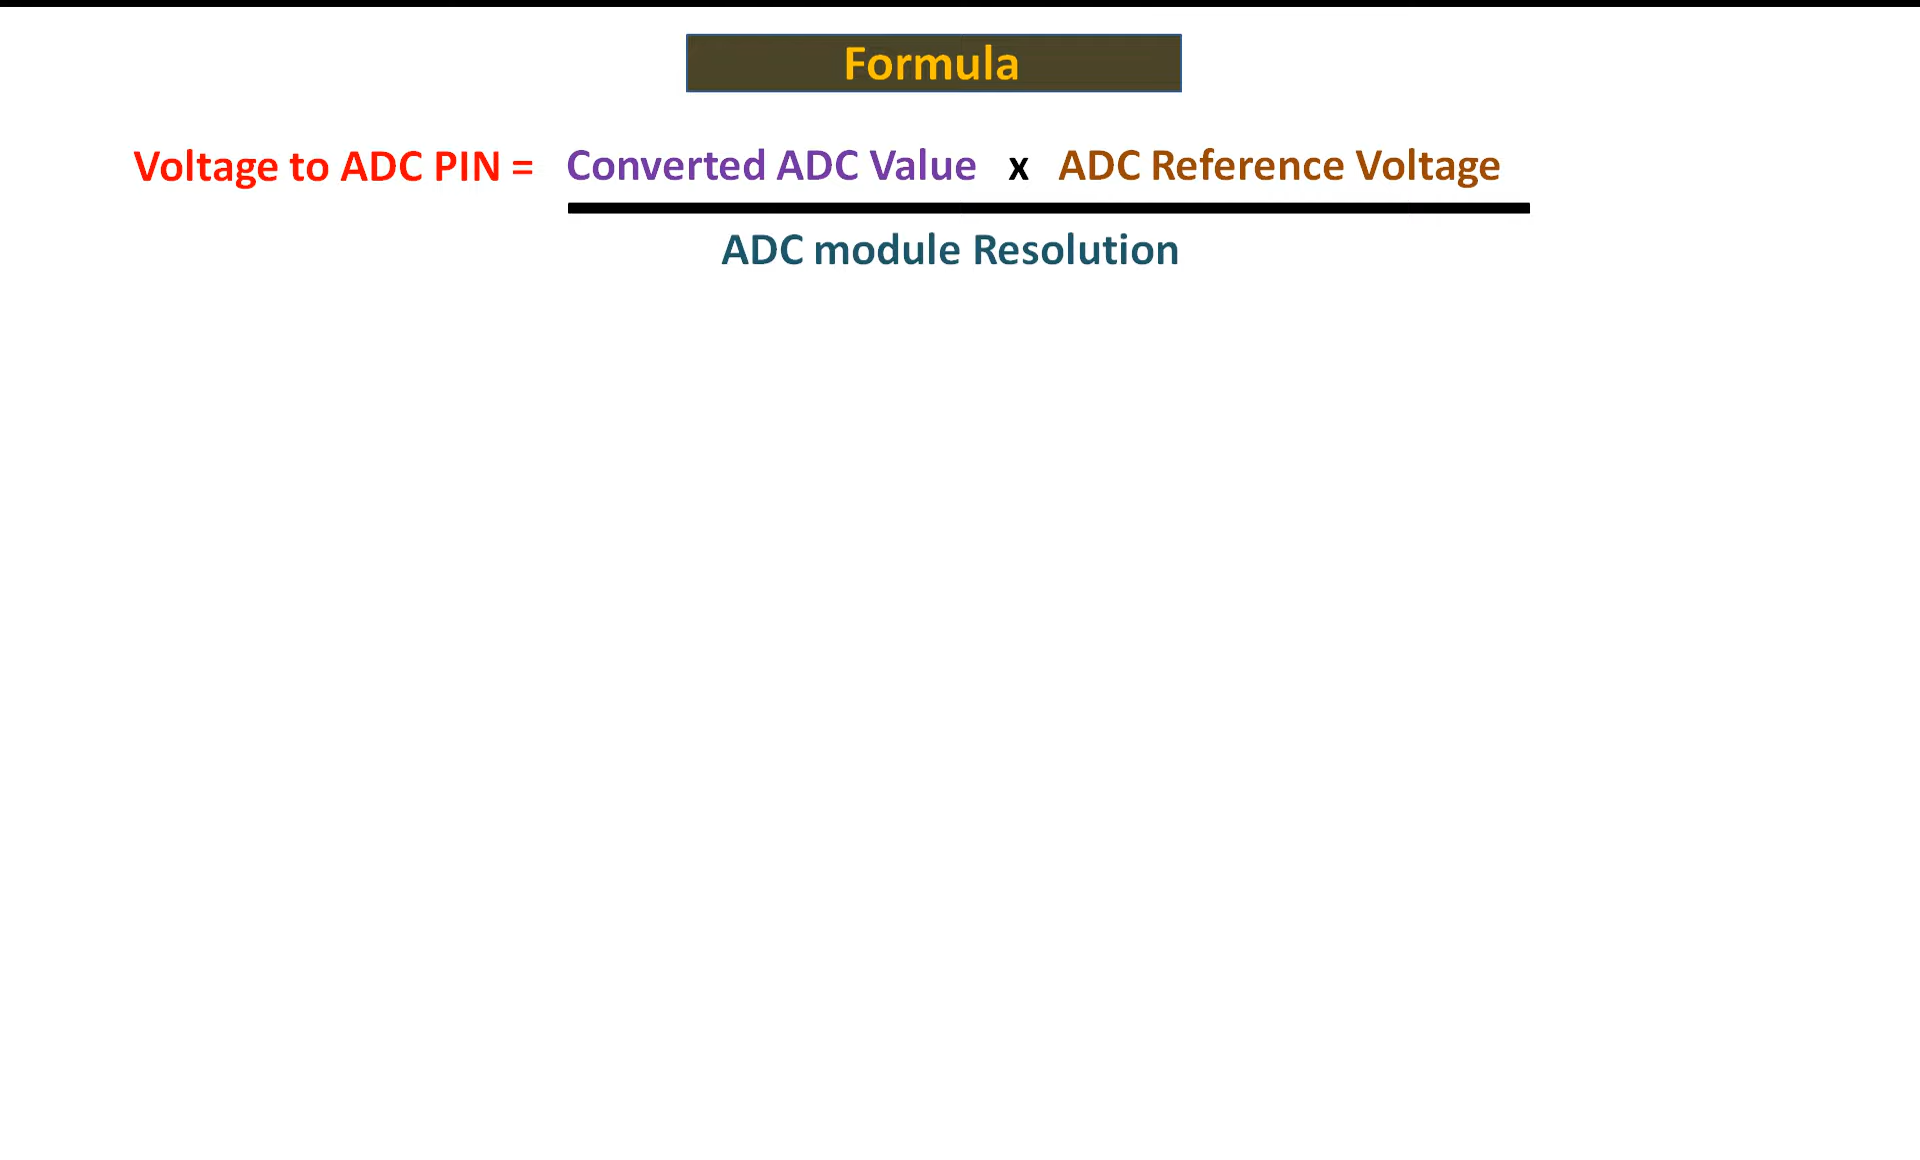 Formula
Voltage to ADC PIN = Converted ADC Value x ADC Reference Voltage
ADC module Resolution